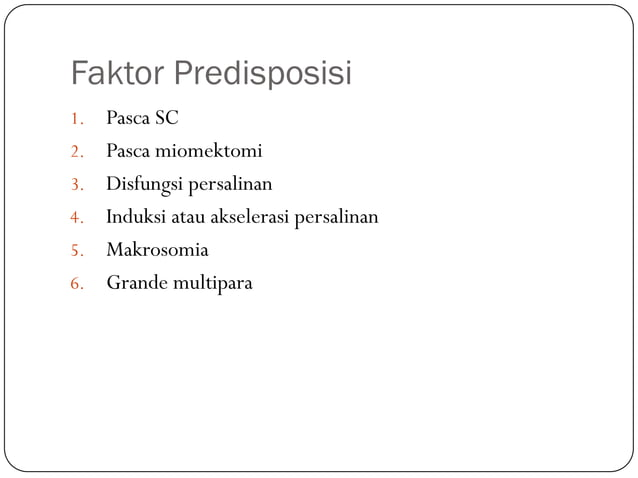 Faktor Predisposisi
1. Pasca SC
2. Pasca miomektomi
3. Disfungsi persalinan
4. Induksi atau akselerasi persalinan
5. Makrosomia
6. Grande multipara